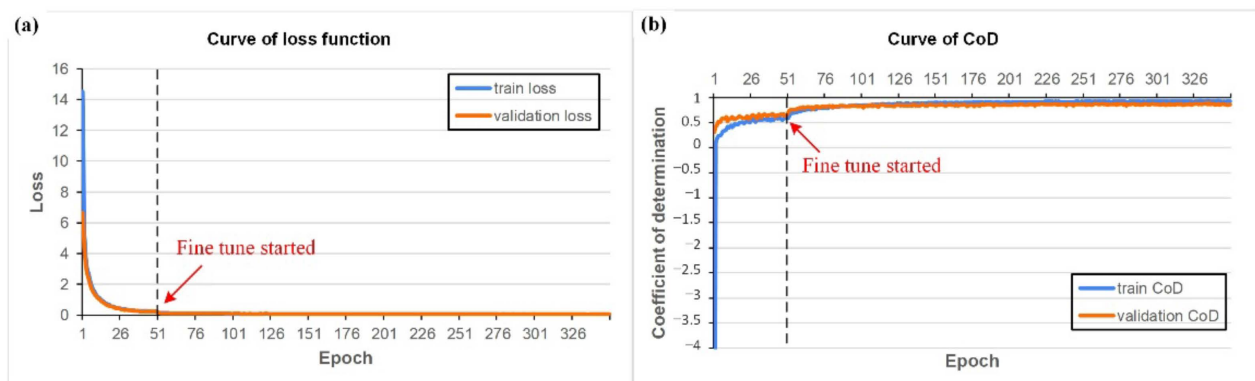 (a)
Curve of loss function
16
14
12
10
8
6
4
2
0
Loss
train loss
validation loss
Fine tune started
1 26 51 76 101 126 151 176 201 226 251 276 301 326
Epoch
(b)
Curve of CoD
1 26 51 76 101 126 151 176 201 226 251 276 301 326
1
0.5
0
−0.5
−1
−1.5
−2
−2.5
−3
−3.5
−4
Coefficient of determination
Fine tune started
train CoD
validation CoD
Epoch